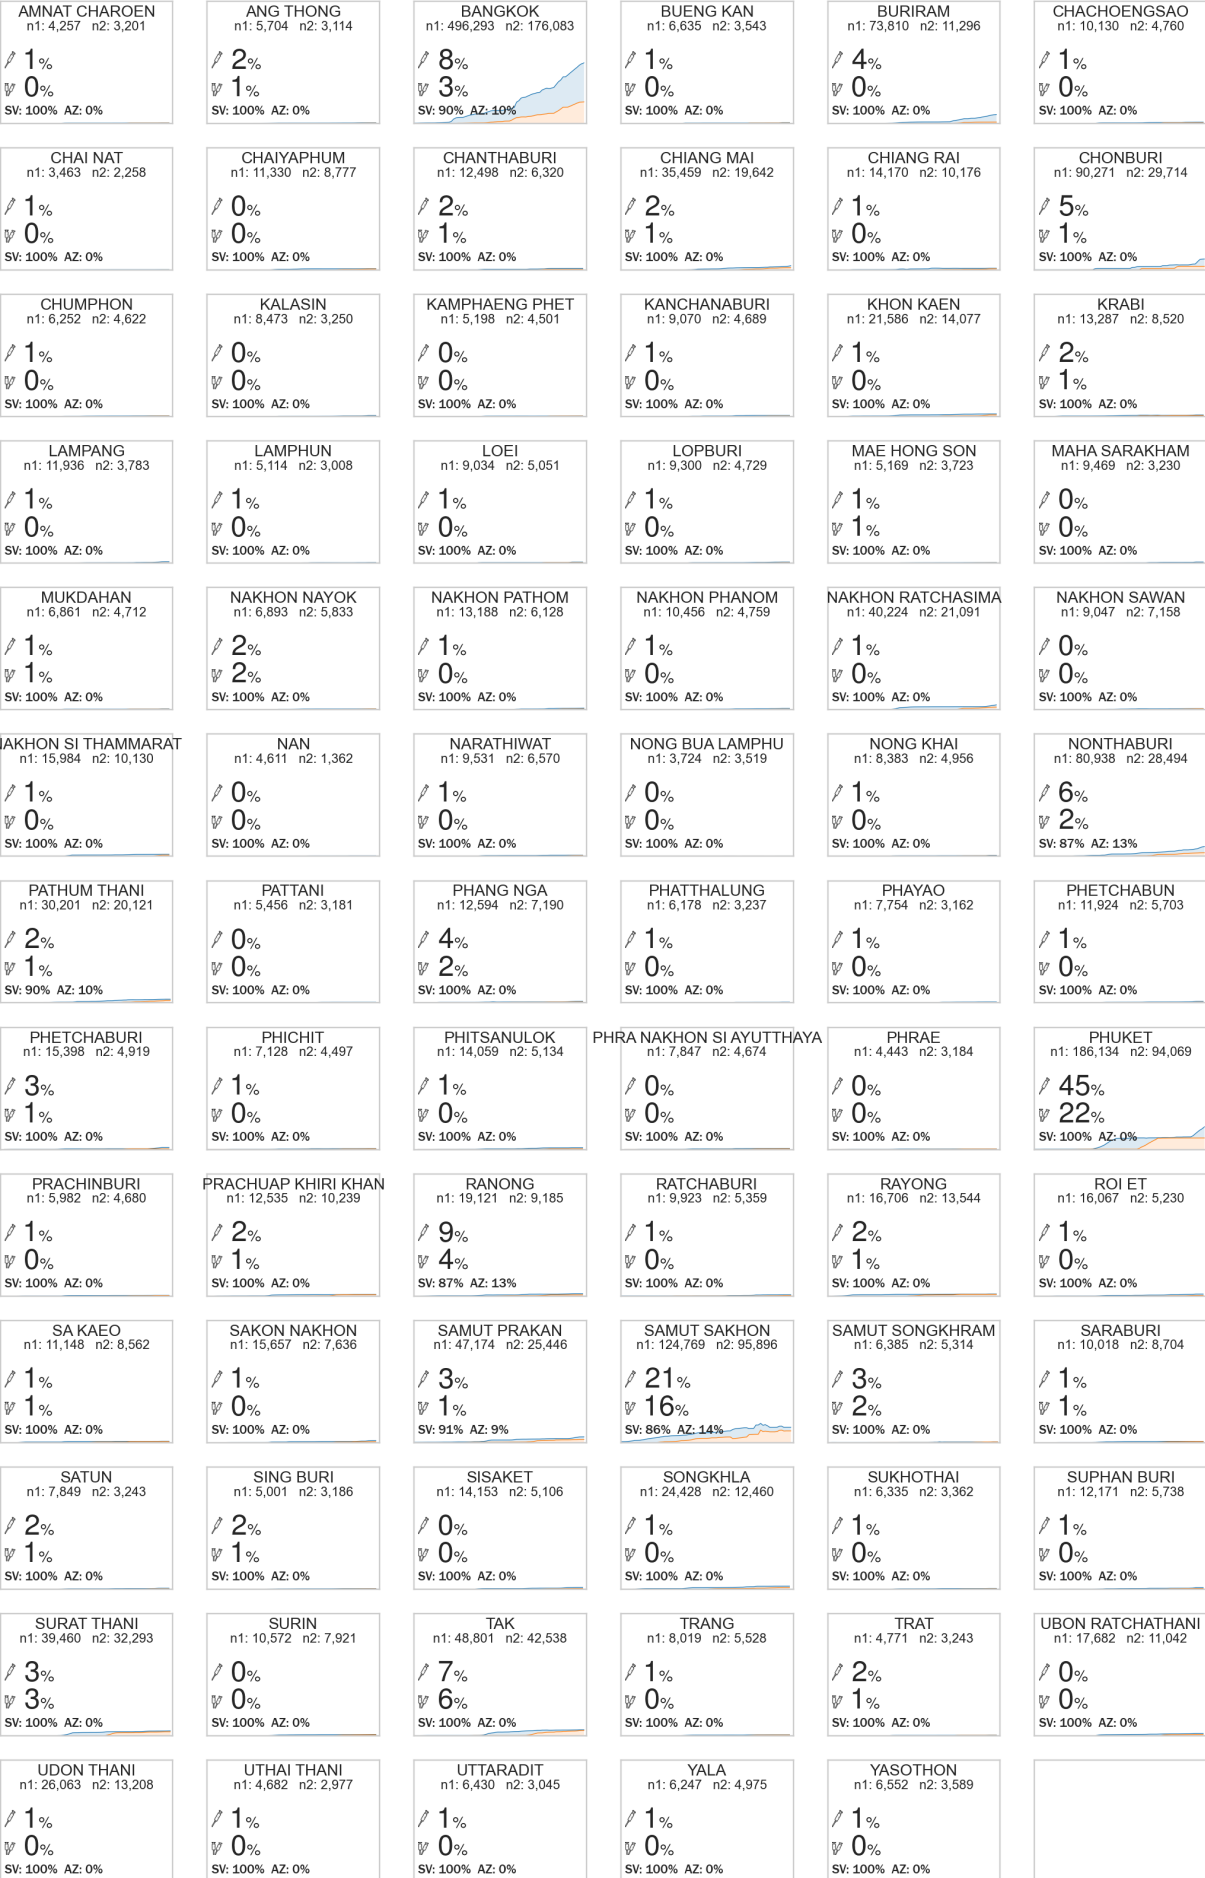 AMNAT CHAROEN
n1: 4,257 n2: 3,201
1%
0%
SV: 100% AZ: 0%
ANG THONG
n1: 5,704 n2: 3,114
2%
1%
SV: 100% AZ: 0%
BANGKOK
n1: 496,293 n2: 176,083
8%
3%
SV: 90% AZ: 10%
BUENG KAN
n1: 6,635 n2: 3,543
1%
0%
SV: 100% AZ: 0%
BURIRAM
n1: 73,810 n2: 11,296
4%
0%
SV: 100% AZ: 0%
CHACHOENGSAO
n1: 10,130 n2: 4,760
1%
0%
SV: 100% AZ: 0%
CHAI NAT
n1: 3,463 n2: 2,258
1%
0%
SV: 100% AZ: 0%
CHAIYAPHUM
n1: 11,330 n2: 8,777
0%
0%
SV: 100% AZ: 0%
CHANTHABURI
n1: 12,498 n2: 6,320
2%
1%
SV: 100% AZ: 0%
CHIANG MAI
n1: 35,459 n2: 19,642
2%
1%
SV: 100% AZ: 0%
CHIANG RAI
n1: 14,170 n2: 10,176
1%
0%
SV: 100% AZ: 0%
CHONBURI
n1: 90,271 n2: 29,714
5%
1%
SV: 100% AZ: 0%
CHUMPHON
n1: 6,252 n2: 4,622
1%
0%
SV: 100% AZ: 0%
KALASIN
n1: 8,473 n2: 3,250
0%
0%
SV: 100% AZ: 0%
KAMPHAENG PHET
n1: 5,198 n2: 4,501
0%
0%
SV: 100% AZ: 0%
KANCHANABURI
n1: 9,070 n2: 4,689
1%
0%
SV: 100% AZ: 0%
KHON KAEN
n1: 21,586 n2: 14,077
1%
0%
SV: 100% AZ: 0%
KRABI
n1: 13,287 n2: 8,520
2%
1%
SV: 100% AZ: 0%
LAMPANG
n1: 11,936 n2: 3,783
1%
0%
SV: 100% AZ: 0%
LAMPHUN
n1: 5,114 n2: 3,008
1%
0%
SV: 100% AZ: 0%
LOEI
n1: 9,034 n2: 5,051
1%
0%
SV: 100% AZ: 0%
LOPBURI
n1: 9,300 n2: 4,729
1%
0%
SV: 100% AZ: 0%
MAE HONG SON
n1: 5,169 n2: 3,723
1%
1%
SV: 100% AZ: 0%
MAHA SARAKHAM
n1: 9,469 n2: 3,230
0%
0%
SV: 100% AZ: 0%
MUKDAHAN
n1: 6,861 n2: 4,712
1%
1%
SV: 100% AZ: 0%
NAKHON NAYOK
n1: 6,893 n2: 5,833
2%
2%
SV: 100% AZ: 0%
NAKHON PATHOM
n1: 13,188 n2: 6,128
1%
0%
SV: 100% AZ: 0%
NAKHON PHANOM
n1: 10,456 n2: 4,759
1%
0%
SV: 100% AZ: 0%
NAKHON RATCHASIMA
n1: 40,224 n2: 21,091
1%
0%
SV: 100% AZ: 0%
NAKHON SAWAN
n1: 9,047 n2: 7,158
0%
0%
SV: 100% AZ: 0%
NAKHON SI THAMMARAT
n1: 15,984 n2: 10,130
1%
0%
SV: 100% AZ: 0%
NAN
n1: 4,611 n2: 1,362
0%
0%
SV: 100% AZ: 0%
NARATHIWAT
n1: 9,531 n2: 6,570
1%
0%
SV: 100% AZ: 0%
NONG BUA LAMPHU
n1: 3,724 n2: 3,519
0%
0%
SV: 100% AZ: 0%
NONG KHAI
n1: 8,383 n2: 4,956
1%
0%
SV: 100% AZ: 0%
NONTHABURI
n1: 80,938 n2: 28,494
6%
2%
SV: 87% AZ: 13%
PATHUM THANI
n1: 30,201 n2: 20,121
2%
1%
SV: 90% AZ: 10%
PATTANI
n1: 5,456 n2: 3,181
0%
0%
SV: 100% AZ: 0%
PHANG NGA
n1: 12,594 n2: 7,190
4%
2%
SV: 100% AZ: 0%
PHATTHALUNG
n1: 6,178 n2: 3,237
1%
0%
SV: 100% AZ: 0%
PHAYAO
n1: 7,754 n2: 3,162
1%
0%
SV: 100% AZ: 0%
PHETCHABUN
n1: 11,924 n2: 5,703
1%
0%
SV: 100% AZ: 0%
PHETCHABURI
n1: 15,398 n2: 4,919
3%
1%
SV: 100% AZ: 0%
PHICHIT
n1: 7,128 n2: 4,497
1%
0%
SV: 100% AZ: 0%
PHITSANULOK
n1: 14,059 n2: 5,134
1%
0%
SV: 100% AZ: 0%
PHRA NAKHON SI AYUTTHAYA
n1: 7,847 n2: 4,674
0%
0%
SV: 100% AZ: 0%
PHRAE
n1: 4,443 n2: 3,184
0%
0%
SV: 100% AZ: 0%
PHUKET
n1: 186,134 n2: 94,069
45%
22%
SV: 100% AZ: 0%
PRACHINBURI
n1: 5,982 n2: 4,680
1%
0%
SV: 100% AZ: 0%
PRACHUAP KHIRI KHAN
n1: 12,535 n2: 10,239
2%
1%
SV: 100% AZ: 0%
RANONG
n1: 19,121 n2: 9,185
9%
4%
SV: 87% AZ: 13%
RATCHABURI
n1: 9,923 n2: 5,359
1%
0%
SV: 100% AZ: 0%
RAYONG
n1: 16,706 n2: 13,544
2%
1%
SV: 100% AZ: 0%
ROI ET
n1: 16,067 n2: 5,230
1%
0%
SV: 100% AZ: 0%
SA KAEO
n1: 11,148 n2: 8,562
1%
1%
SV: 100% AZ: 0%
SAKON NAKHON
n1: 15,657 n2: 7,636
1%
0%
SV: 100% AZ: 0%
SAMUT PRAKAN
n1: 47,174 n2: 25,446
3%
1%
SV: 91% AZ: 9%
SAMUT SAKHON
n1: 124,769 n2: 95,896
21%
16%
SV: 86% AZ: 14%
SAMUT SONGKHRAM
n1: 6,385 n2: 5,314
3%
2%
SV: 100% AZ: 0%
SARABURI
n1: 10,018 n2: 8,704
1%
1%
SV: 100% AZ: 0%
SATUN
n1: 7,849 n2: 3,243
2%
1%
SV: 100% AZ: 0%
SING BURI
n1: 5,001 n2: 3,186
2%
1%
SV: 100% AZ: 0%
SISAKET
n1: 14,153 n2: 5,106
0%
0%
SV: 100% AZ: 0%
SONGKHLA
n1: 24,428 n2: 12,460
1%
0%
SV: 100% AZ: 0%
SUKHOTHAI
n1: 6,335 n2: 3,362
1%
0%
SV: 100% AZ: 0%
SUPHAN BURI
n1: 12,171 n2: 5,738
1%
0%
SV: 100% AZ: 0%
SURAT THANI
n1: 39,460 n2: 32,293
3%
3%
SV: 100% AZ: 0%
SURIN
n1: 10,572 n2: 7,921
0%
0%
SV: 100% AZ: 0%
TAK
n1: 48,801 n2: 42,538
7%
6%
SV: 100% AZ: 0%
TRANG
n1: 8,019 n2: 5,528
1%
0%
SV: 100% AZ: 0%
TRAT
n1: 4,771 n2: 3,243
2%
1%
SV: 100% AZ: 0%
UBON RATCHATHANI
n1: 17,682 n2: 11,042
0%
0%
SV: 100% AZ: 0%
UDON THANI
n1: 26,063 n2: 13,208
1%
0%
SV: 100% AZ: 0%
UTHAI THANI
n1: 4,682 n2: 2,977
1%
0%
SV: 100% AZ: 0%
UTTARADIT
n1: 6,430 n2: 3,045
1%
0%
SV: 100% AZ: 0%
YALA
n1: 6,247 n2: 4,975
1%
0%
SV: 100% AZ: 0%
YASOTHON
n1: 6,552 n2: 3,589
1%
0%
SV: 100% AZ: 0%